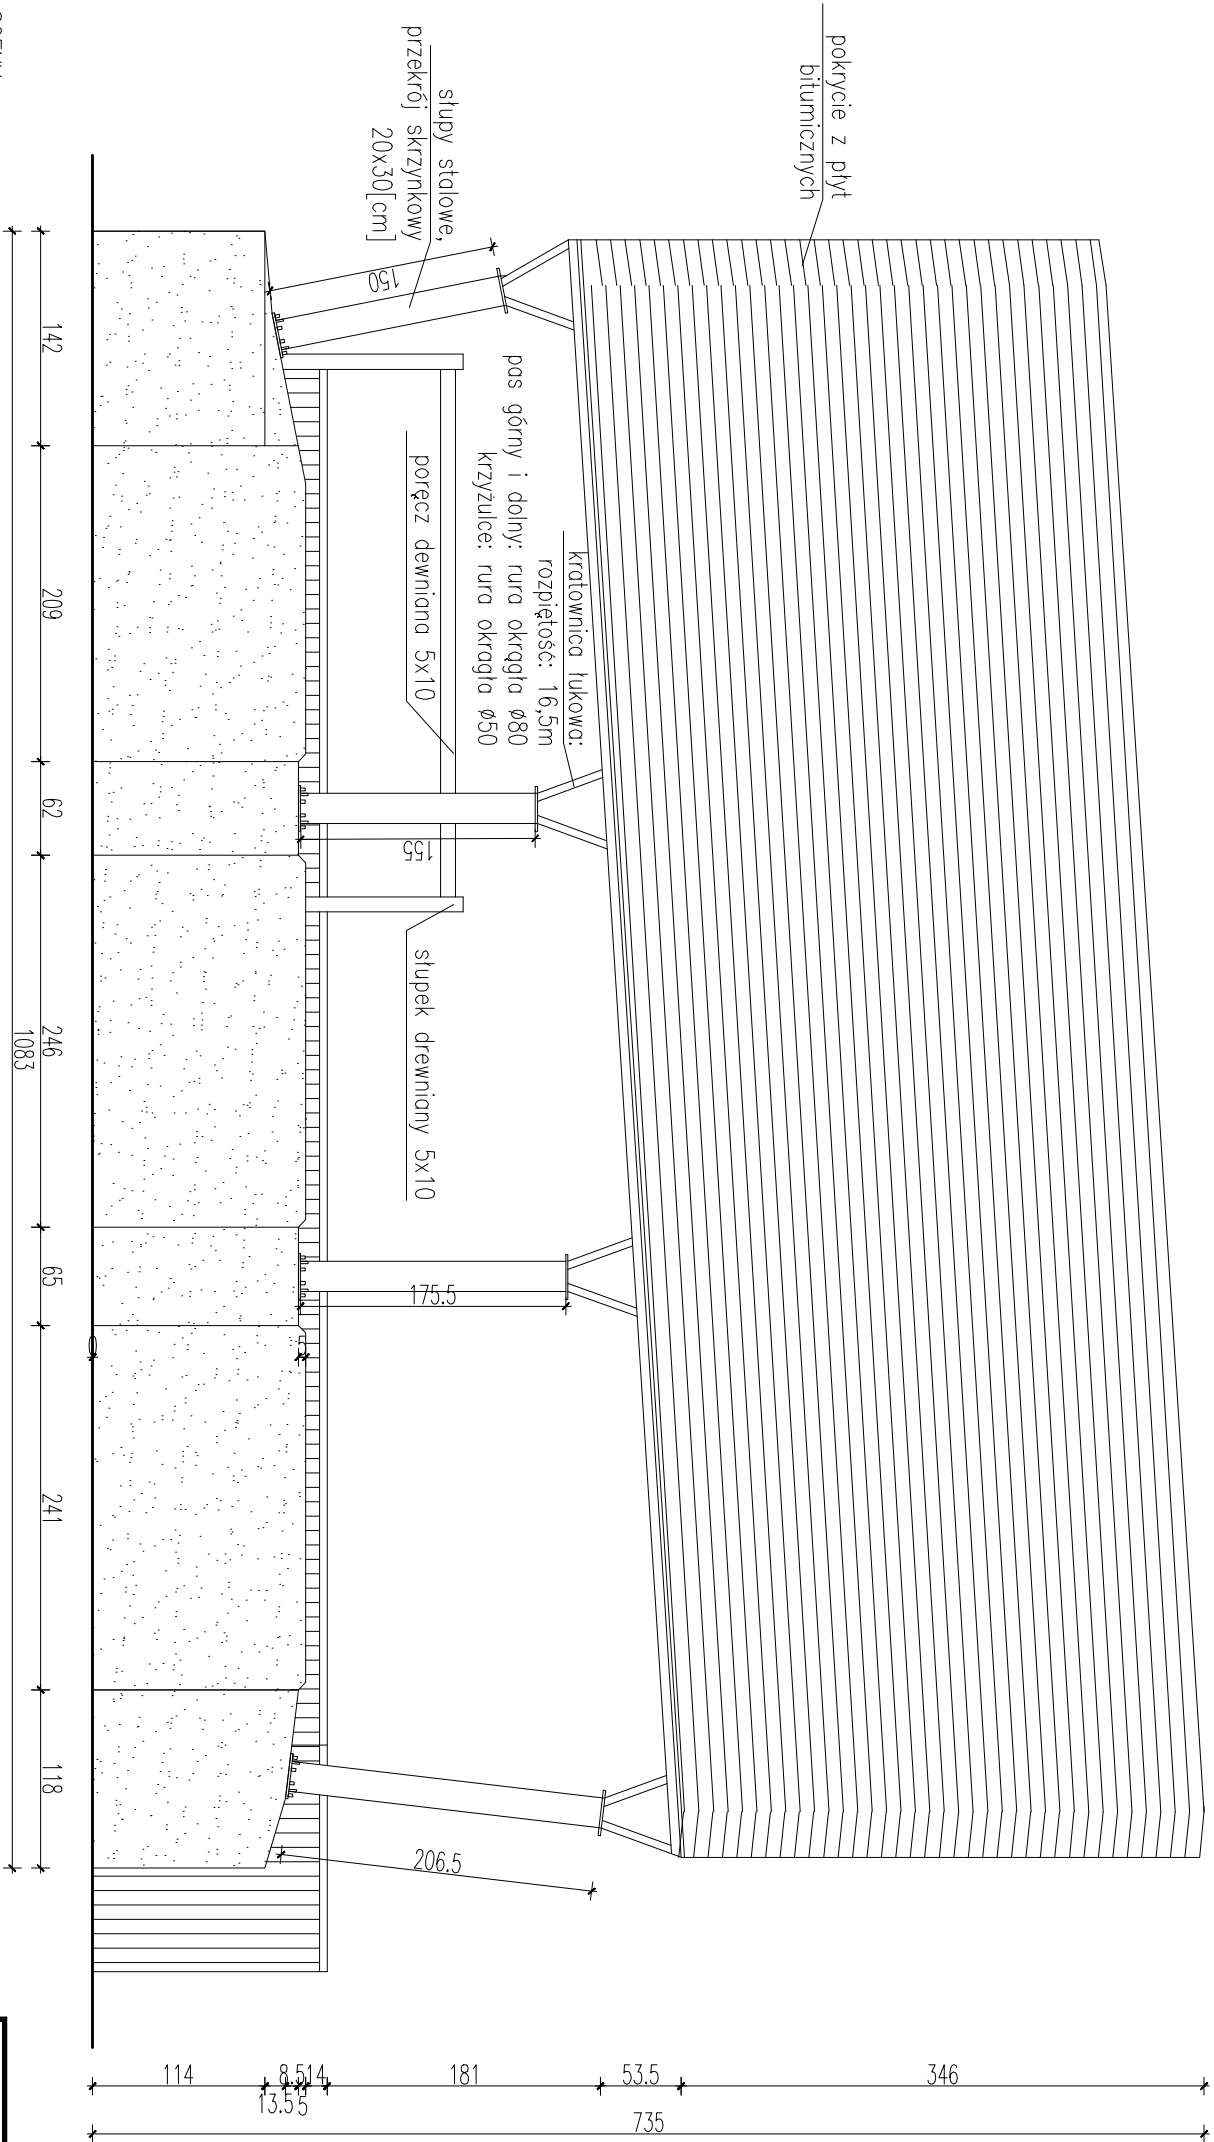 pokrycie z płyt
bitumicznych
słupy stalowe,
przekrój skrzynkowy
20x30[cm]
kratownica łukowa:
rozpiętość: 16,5m
pas górny i dolny: rura okrągła Ø80
krzyżulce: rura okrągła Ø50
poręcz dewniana 5x10
słupek drewniany 5x10
150
155
175.5
206.5
0
5
142
209
62
246
65
241
118
1083
114
13.5
8.5
5
14
181
53.5
346
735